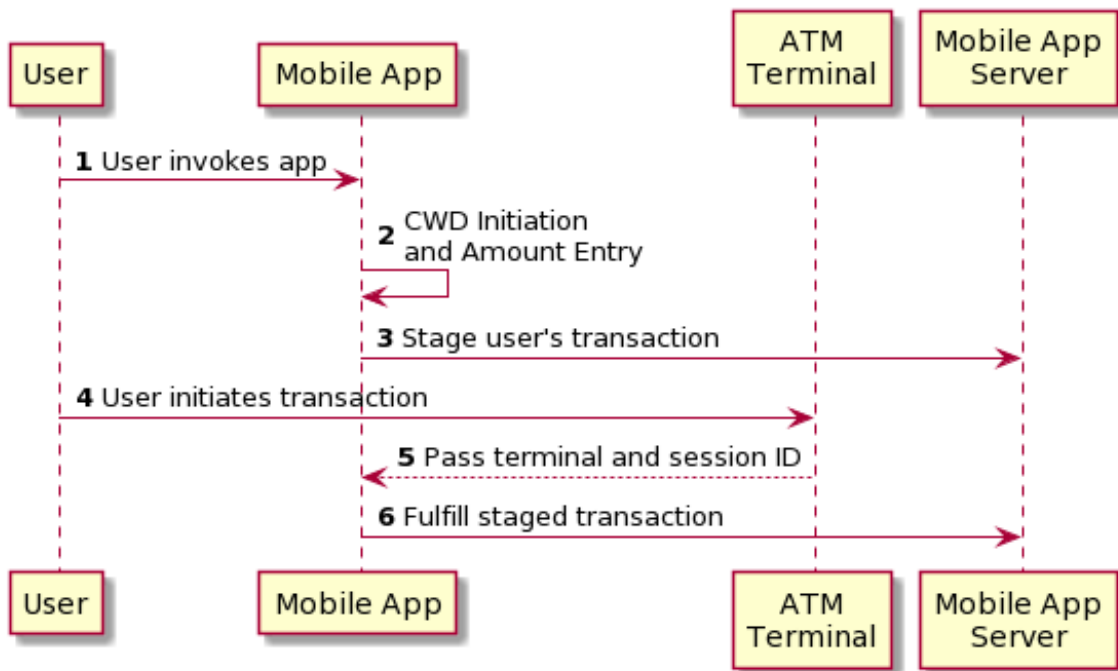 User
Mobile App
ATM
Terminal
Mobile App
Server
1 User invokes app
2 CWD Initiation
and Amount Entry
3 Stage user's transaction
4 User initiates transaction
5 Pass terminal and session ID
6 Fulfill staged transaction
User
Mobile App
ATM
Terminal
Mobile App
Server